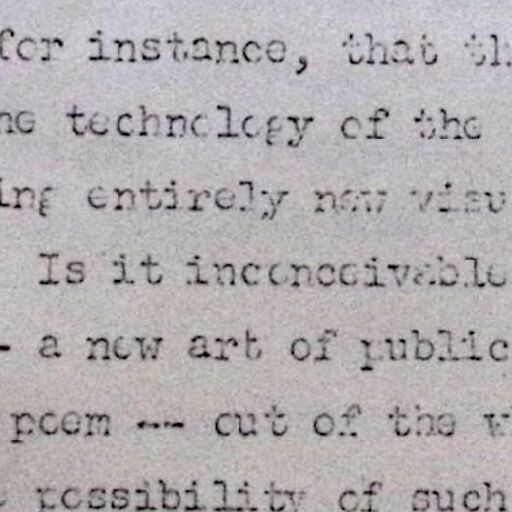 for instance, that th
he technology of the
ing entirely new visu
Is it inconceivable
- a new art of public
poem -- out of the w
possibility of such